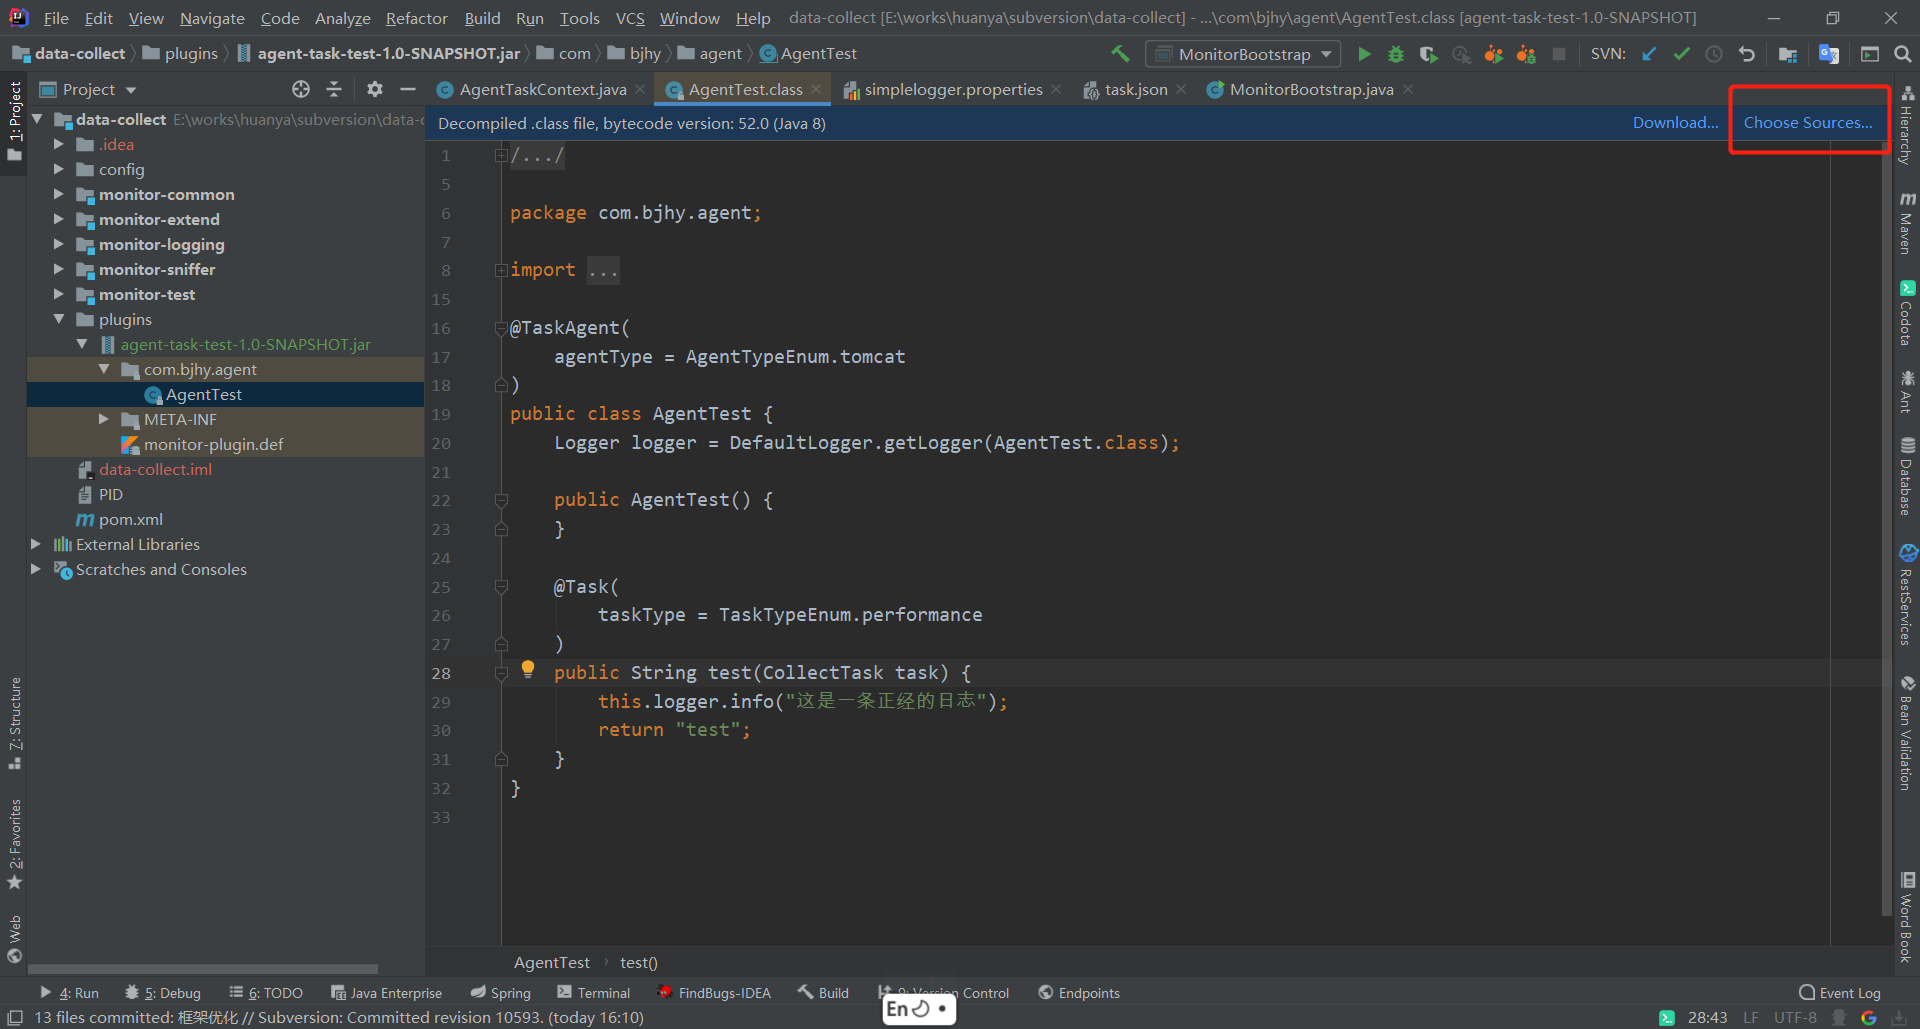 File Edit View Navigate Code Analyze Refactor Build Run Tools VCS Window Help data-collect [E:\works\huanya\subversion\data-collect] - ...\com\bjhy\agent\AgentTest.class [agent-task-test-1.0-SNAPSHOT]
data-collect plugins agent-task-test-1.0-SNAPSHOT.jar com bjhy agent AgentTest MonitorBootstrap SVN:
Project AgentTaskContext.java AgentTest.class simplelogger.properties task.json MonitorBootstrap.java
Decompiled .class file, bytecode version: 52.0 (Java 8) Download... Choose Sources...
data-collect E:\works\huanya\subversion\data-c
.idea
config
monitor-common
monitor-extend
monitor-logging
monitor-sniffer
monitor-test
plugins
agent-task-test-1.0-SNAPSHOT.jar
com.bjhy.agent
AgentTest
META-INF
monitor-plugin.def
data-collect.iml
PID
pom.xml
External Libraries
Scratches and Consoles
1 /.../
5
6 package com.bjhy.agent;
7
8 import ...
15
16 @TaskAgent(
17 agentType = AgentTypeEnum.tomcat
18 )
19 public class AgentTest {
20 Logger logger = DefaultLogger.getLogger(AgentTest.class);
21
22 public AgentTest() {
23 }
24
25 @Task(
26 taskType = TaskTypeEnum.performance
27 )
28 public String test(CollectTask task) {
29 this.logger.info("这是一条正经的日志");
30 return "test";
31 }
32 }
33
AgentTest › test()
1: Project
7: Structure
2: Favorites
Web
Hierarchy
Maven
Codota
Ant
Database
RestServices
Bean Validation
Word Book
4: Run 5: Debug 6: TODO Java Enterprise Spring Terminal FindBugs-IDEA Build 9: Version Control Endpoints Event Log
En
13 files committed: 框架优化 // Subversion: Committed revision 10593. (today 16:10) 28:43 LF UTF-8